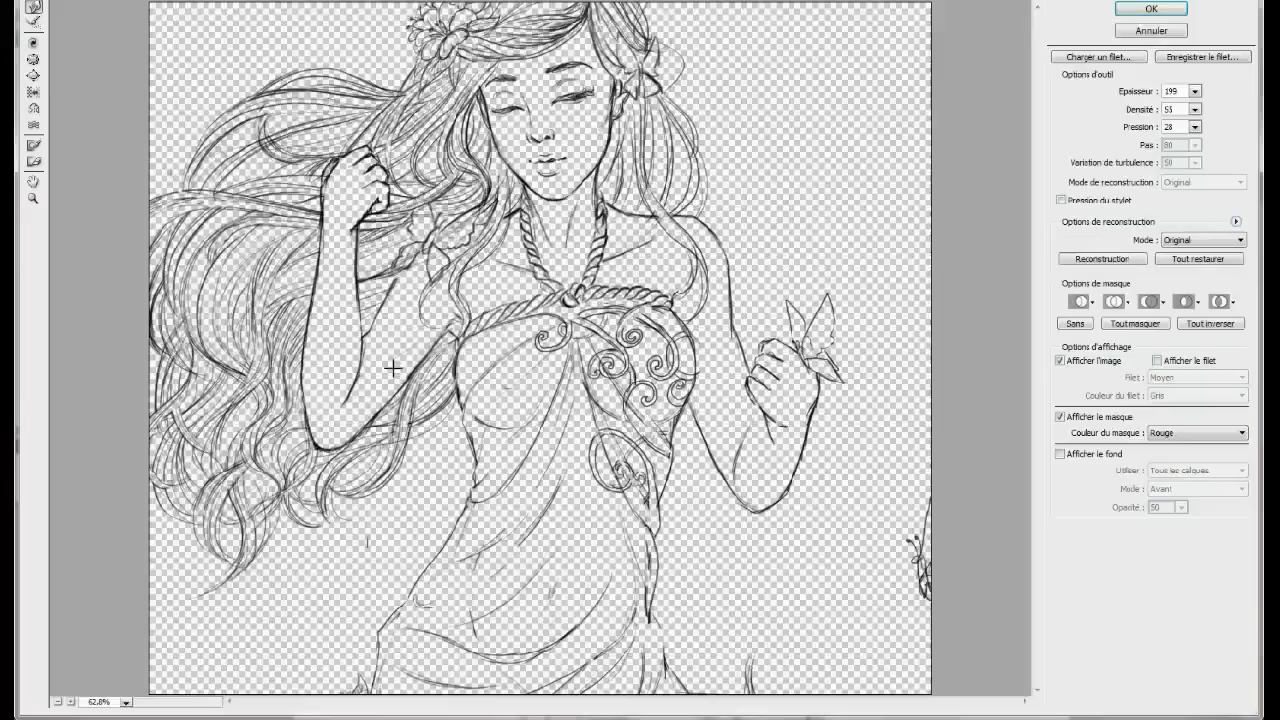 OK
Annuler
Charger un filet... Enregistrer le filet...
Options d'outil
Epaisseur : 199
Densité : 55
Pression : 28
Pas : 80
Variation de turbulence : 50
Mode de reconstruction : Original
Pression du stylet
Options de reconstruction
Mode : Original
Reconstruction Tout restaurer
Options de masque
Sans Tout masquer Tout inverser
Options d'affichage
Afficher l'image Afficher le filet
Filet : Moyen
Couleur du filet : Gris
Afficher le masque
Couleur du masque : Rouge
Afficher le fond
Utiliser : Tous les calques
Mode : Avant
Opacité : 50
62,8%